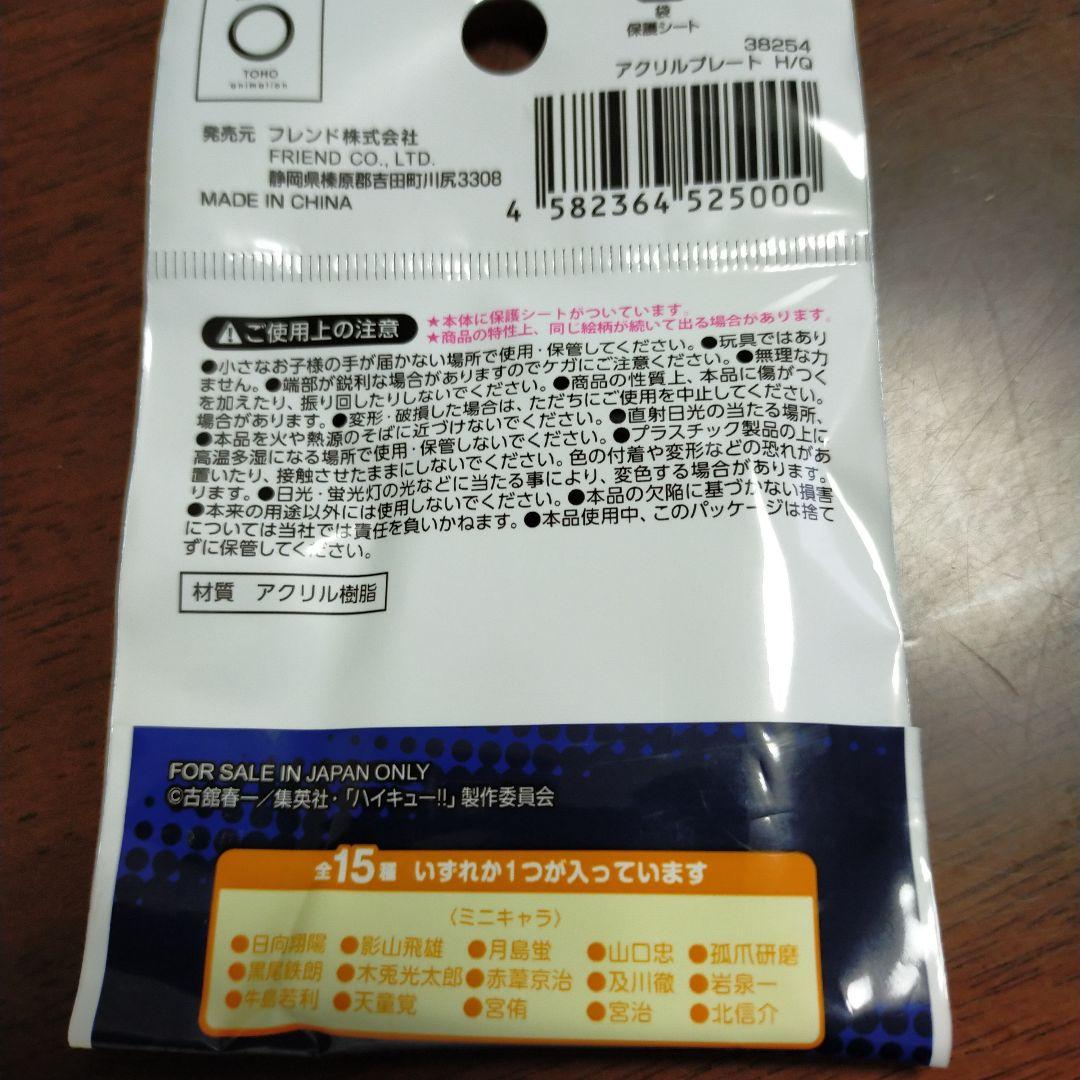 袋
保護シート
38254
アクリルプレート H/Q
TOHO
animation
発売元 フレンド株式会社
FRIEND CO., LTD.
静岡県榛原郡吉田町川尻3308
MADE IN CHINA
4 582364 525000
ご使用上の注意
★本体に保護シートがついています。
★商品の特性上、同じ絵柄が続いて出る場合があります。
●小さなお子様の手が届かない場所で使用・保管してください。●玩具ではあり
ません。●端部が鋭利な場合がありますのでケガにご注意ください。●無理な力
を加えたり、振り回したりしないでください。●商品の性質上、本品に傷がつく
場合があります。●変形・破損した場合は、ただちにご使用を中止してください。
●本品を火や熱源のそばに近づけないでください。●直射日光の当たる場所、
高温多湿になる場所で使用・保管しないでください。●プラスチック製品の上に
置いたり、接触させたままにしないでください。色の付着や変形などの恐れがあ
ります。●日光・蛍光灯の光などに当たる事により、変色する場合があります。
●本来の用途以外には使用しないでください。●本品の欠陥に基づかない損害
については当社では責任を負いかねます。●本品使用中、このパッケージは捨て
ずに保管してください。
材質 アクリル樹脂
FOR SALE IN JAPAN ONLY
©古舘春一／集英社・「ハイキュー!!」製作委員会
全15種 いずれか1つが入っています
〈ミニキャラ〉
●日向翔陽 ●影山飛雄 ●月島蛍 ●山口忠 ●孤爪研磨
●黒尾鉄朗 ●木兎光太郎 ●赤葦京治 ●及川徹 ●岩泉一
●牛島若利 ●天童覚 ●宮侑 ●宮治 ●北信介